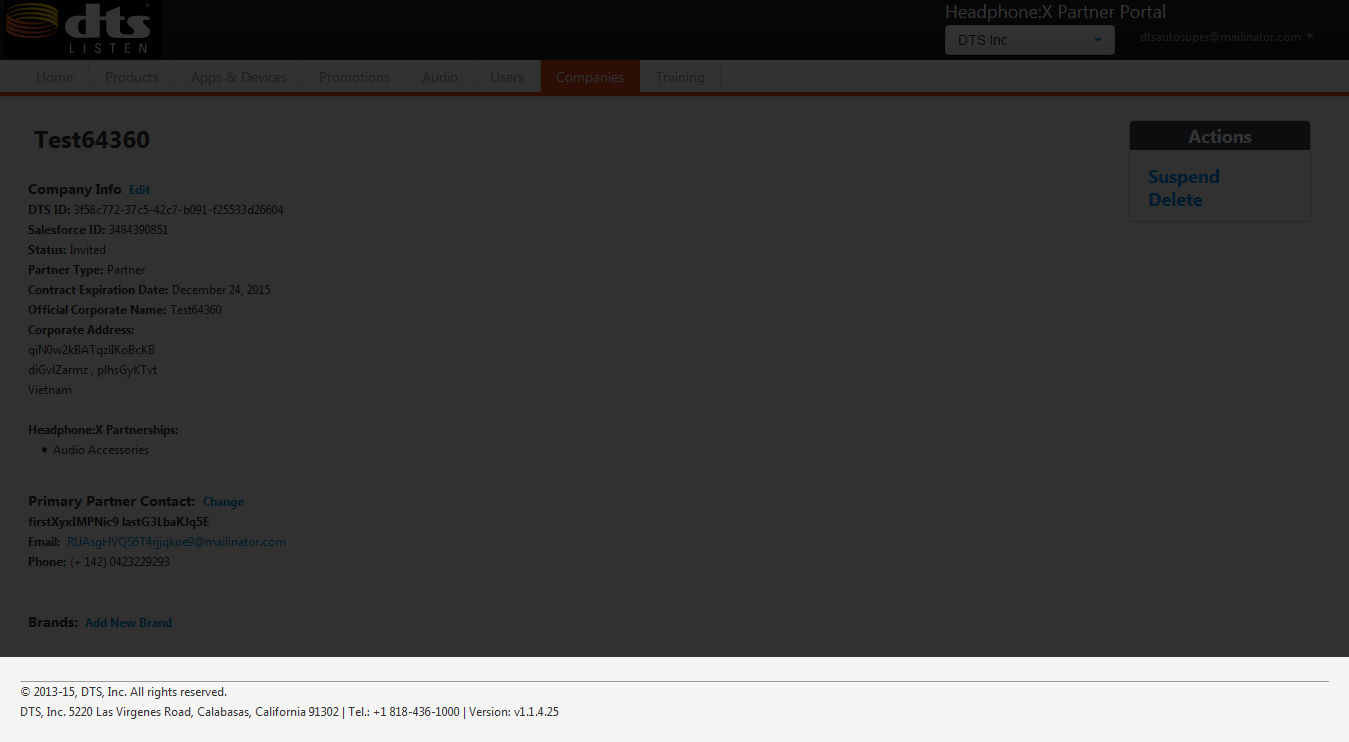 dts
LISTEN
Headphone:X Partner Portal
DTS Inc.
dtsautosuper@mailinator.com
Home Products Apps & Devices Promotions Audio Users Companies Training
Test64360
Actions
Suspend
Delete
Company Info Edit
DTS ID: 3f58c772-37c5-42c7-b091-f25533d26604
Salesforce ID: 3484390851
Status: Invited
Partner Type: Partner
Contract Expiration Date: December 24, 2015
Official Corporate Name: Test64360
Corporate Address:
Vietnam
Headphone:X Partnerships:
• Audio Accessories
Primary Partner Contact: Change
firstXyxIMPNic9 lastG3LbaKJq5E
Email: RUAsgHVQS6T4rjjqkoe9@mailinator.com
Phone: (+ 142) 0423229293
Brands: Add New Brand
© 2013-15, DTS, Inc. All rights reserved.
DTS, Inc. 5220 Las Virgenes Road, Calabasas, California 91302 | Tel.: +1 818-436-1000 | Version: v1.1.4.25